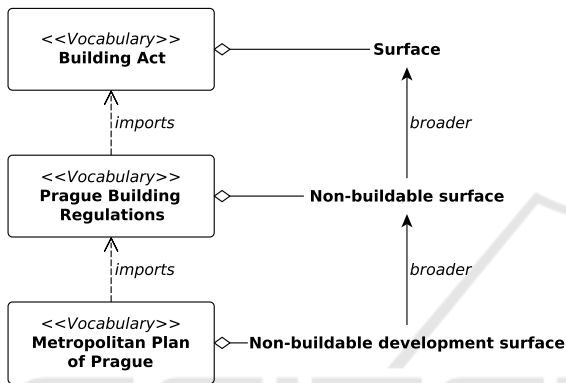 <<Vocabulary>>
Building Act
Surface
imports
broader
<<Vocabulary>>
Prague Building
Regulations
Non-buildable surface
imports
broader
<<Vocabulary>>
Metropolitan Plan
of Prague
Non-buildable development surface